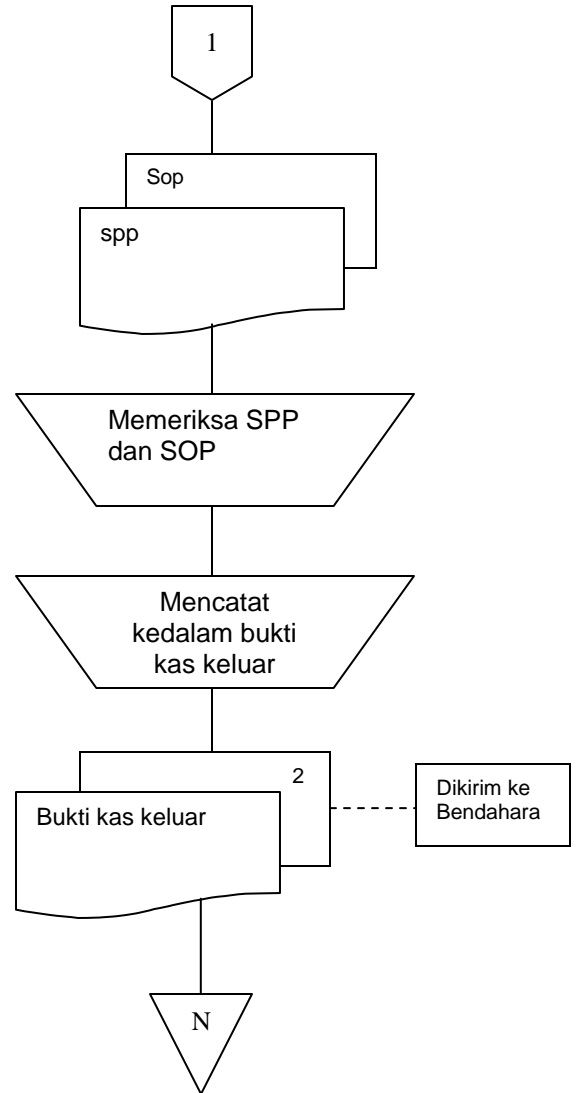 1
Sop
spp
Memeriksa SPP
dan SOP
Mencatat
kedalam bukti
kas keluar
2
Bukti kas keluar
Dikirim ke
Bendahara
N